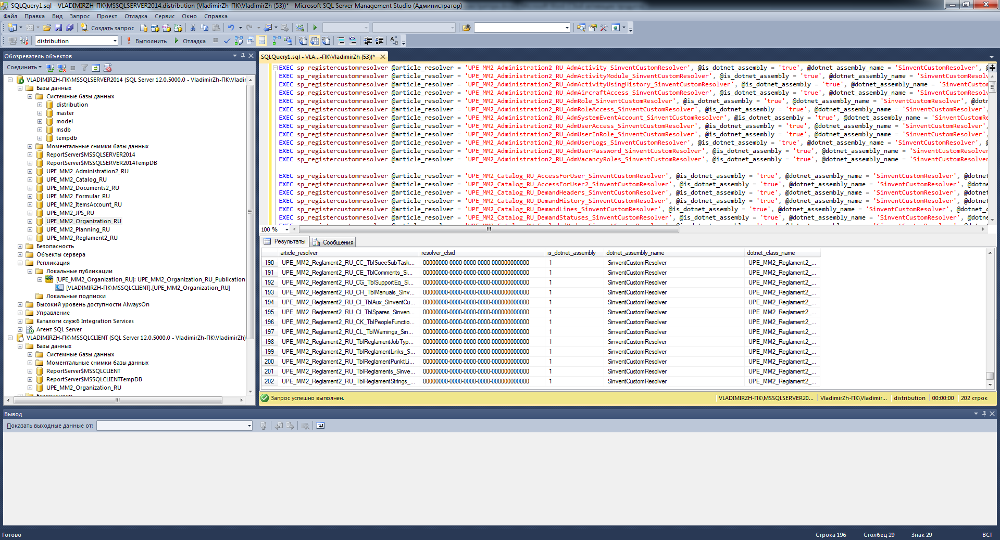 SQLQuery1.sql - VLADIMIRZH-ПК\MSSQLSERVER2014.distribution (VladimirZh-ПК\VladimirZh (53))* - Microsoft SQL Server Management Studio (Администратор)
Файл Правка Вид Запрос Проект Отладка Сервис Окно Справка
Создать запрос
distribution Выполнить Отладка
Обозреватель объектов
Соединить
VLADIMIRZH-ПК\MSSQLSERVER2014 (SQL Server 12.0.5000.0 - VladimirZh-ПК\Vladir
Базы данных
Системные базы данных
distribution
master
model
msdb
tempdb
Моментальные снимки базы данных
ReportServer$MSSQLSERVER2014
ReportServer$MSSQLSERVER2014TempDB
UPE_MM2_Administration2_RU
UPE_MM2_Catalog_RU
UPE_MM2_Documents2_RU
UPE_MM2_Formular_RU
UPE_MM2_ItemsAccount_RU
UPE_MM2_JPS_RU
UPE_MM2_Organization_RU
UPE_MM2_Planning_RU
UPE_MM2_Reglament2_RU
Безопасность
Объекты сервера
Репликация
Локальные публикации
[UPE_MM2_Organization_RU]: UPE_MM2_Organization_RU_Publication
[VLADIMIRZH-ПК\MSSQLCLIENT].[UPE_MM2_Organization_RU]
Локальные подписки
Высокий уровень доступности AlwaysOn
Управление
Каталоги служб Integration Services
Агент SQL Server
VLADIMIRZH-ПК\MSSQLCLIENT (SQL Server 12.0.5000.0 - VladimirZh-ПК\VladimirZh)
Базы данных
Системные базы данных
Моментальные снимки базы данных
ReportServer$MSSQLCLIENT
ReportServer$MSSQLCLIENTTempDB
UPE_MM2_Organization_RU
SQLQuery1.sql - VLA...-ПК\VladimirZh (53))*
EXEC sp_registercustomresolver @article_resolver = 'UPE_MM2_Administration2_RU_AdmActivity_SinventCustomResolver', @is_dotnet_assembly = 'true', @dotnet_assembly_name = 'SinventCustomResolver', @
EXEC sp_registercustomresolver @article_resolver = 'UPE_MM2_Administration2_RU_AdmActivityModule_SinventCustomResolver', @is_dotnet_assembly = 'true', @dotnet_assembly_name = 'SinventCustomResolv
EXEC sp_registercustomresolver @article_resolver = 'UPE_MM2_Administration2_RU_AdmActivityUsingHistory_SinventCustomResolver', @is_dotnet_assembly = 'true', @dotnet_assembly_name = 'SinventCustom
EXEC sp_registercustomresolver @article_resolver = 'UPE_MM2_Administration2_RU_AdmAircraftAccess_SinventCustomResolver', @is_dotnet_assembly = 'true', @dotnet_assembly_name = 'SinventCustomResolv
EXEC sp_registercustomresolver @article_resolver = 'UPE_MM2_Administration2_RU_AdmRole_SinventCustomResolver', @is_dotnet_assembly = 'true', @dotnet_assembly_name = 'SinventCustomResolver', @dotn
EXEC sp_registercustomresolver @article_resolver = 'UPE_MM2_Administration2_RU_AdmRoleAccess_SinventCustomResolver', @is_dotnet_assembly = 'true', @dotnet_assembly_name = 'SinventCustomResolver',
EXEC sp_registercustomresolver @article_resolver = 'UPE_MM2_Administration2_RU_AdmSystemEventAccount_SinventCustomResolver', @is_dotnet_assembly = 'true', @dotnet_assembly_name = 'SinventCustomRe
EXEC sp_registercustomresolver @article_resolver = 'UPE_MM2_Administration2_RU_AdmUserAccess_SinventCustomResolver', @is_dotnet_assembly = 'true', @dotnet_assembly_name = 'SinventCustomResolver',
EXEC sp_registercustomresolver @article_resolver = 'UPE_MM2_Administration2_RU_AdmUserInRole_SinventCustomResolver', @is_dotnet_assembly = 'true', @dotnet_assembly_name = 'SinventCustomResolver',
EXEC sp_registercustomresolver @article_resolver = 'UPE_MM2_Administration2_RU_AdmUserLogs_SinventCustomResolver', @is_dotnet_assembly = 'true', @dotnet_assembly_name = 'SinventCustomResolver', @
EXEC sp_registercustomresolver @article_resolver = 'UPE_MM2_Administration2_RU_AdmUserPassword_SinventCustomResolver', @is_dotnet_assembly = 'true', @dotnet_assembly_name = 'SinventCustomResolver
EXEC sp_registercustomresolver @article_resolver = 'UPE_MM2_Administration2_RU_AdmVacancyRoles_SinventCustomResolver', @is_dotnet_assembly = 'true', @dotnet_assembly_name = 'SinventCustomResolver
EXEC sp_registercustomresolver @article_resolver = 'UPE_MM2_Catalog_RU_AccessForUser_SinventCustomResolver', @is_dotnet_assembly = 'true', @dotnet_assembly_name = 'SinventCustomResolver', @dotnet
EXEC sp_registercustomresolver @article_resolver = 'UPE_MM2_Catalog_RU_AccessForUser2_SinventCustomResolver', @is_dotnet_assembly = 'true', @dotnet_assembly_name = 'SinventCustomResolver', @dotne
EXEC sp_registercustomresolver @article_resolver = 'UPE_MM2_Catalog_RU_DemandHeaders_SinventCustomResolver', @is_dotnet_assembly = 'true', @dotnet_assembly_name = 'SinventCustomResolver', @dotnet
EXEC sp_registercustomresolver @article_resolver = 'UPE_MM2_Catalog_RU_DemandHistory_SinventCustomResolver', @is_dotnet_assembly = 'true', @dotnet_assembly_name = 'SinventCustomResolver', @dotnet
EXEC sp_registercustomresolver @article_resolver = 'UPE_MM2_Catalog_RU_DemandLines_SinventCustomResolver', @is_dotnet_assembly = 'true', @dotnet_assembly_name = 'SinventCustomResolver', @dotnet_c
EXEC sp_registercustomresolver @article_resolver = 'UPE_MM2_Catalog_RU_DemandStatuses_SinventCustomResolver', @is_dotnet_assembly = 'true', @dotnet_assembly_name = 'SinventCustomResolver', @dotne
100 %
Результаты Сообщения
article_resolver resolver_clsid is_dotnet_assembly dotnet_assembly_name dotnet_class_name
190 UPE_MM2_Reglament2_RU_CC_TblSuccSubTask... 00000000-0000-0000-0000-000000000000 1 SinventCustomResolver UPE_MM2_Reglament2_...
191 UPE_MM2_Reglament2_RU_CE_TblComments_Si... 00000000-0000-0000-0000-000000000000 1 SinventCustomResolver UPE_MM2_Reglament2_...
192 UPE_MM2_Reglament2_RU_CG_TblSupportEq_Si... 00000000-0000-0000-0000-000000000000 1 SinventCustomResolver UPE_MM2_Reglament2_...
193 UPE_MM2_Reglament2_RU_CH_TblManuals_Sinv... 00000000-0000-0000-0000-000000000000 1 SinventCustomResolver UPE_MM2_Reglament2_...
194 UPE_MM2_Reglament2_RU_CI_TblAux_SinventCu... 00000000-0000-0000-0000-000000000000 1 SinventCustomResolver UPE_MM2_Reglament2_...
195 UPE_MM2_Reglament2_RU_CI_TblSpares_Sinven... 00000000-0000-0000-0000-000000000000 1 SinventCustomResolver UPE_MM2_Reglament2_...
196 UPE_MM2_Reglament2_RU_CK_TblPeopleFunctio... 00000000-0000-0000-0000-000000000000 1 SinventCustomResolver UPE_MM2_Reglament2_...
197 UPE_MM2_Reglament2_RU_CL_TblWarnings_Sin... 00000000-0000-0000-0000-000000000000 1 SinventCustomResolver UPE_MM2_Reglament2_...
198 UPE_MM2_Reglament2_RU_TblReglamentJobTyp... 00000000-0000-0000-0000-000000000000 1 SinventCustomResolver UPE_MM2_Reglament2_...
199 UPE_MM2_Reglament2_RU_TblReglamentLinks_S... 00000000-0000-0000-0000-000000000000 1 SinventCustomResolver UPE_MM2_Reglament2_...
200 UPE_MM2_Reglament2_RU_TblReglamentPunktLi... 00000000-0000-0000-0000-000000000000 1 SinventCustomResolver UPE_MM2_Reglament2_...
201 UPE_MM2_Reglament2_RU_TblReglaments_Sinve... 00000000-0000-0000-0000-000000000000 1 SinventCustomResolver UPE_MM2_Reglament2_...
202 UPE_MM2_Reglament2_RU_TblReglamentStrings_... 00000000-0000-0000-0000-000000000000 1 SinventCustomResolver UPE_MM2_Reglament2_...
Запрос успешно выполнен. VLADIMIRZH-ПК\MSSQLSERVER20... VladimirZh-ПК\Vladimir... distribution 00:00:00 202 строк
Вывод
Показать выходные данные от:
Готово Строка 196 Столбец 29 Знак 29 ВСТ